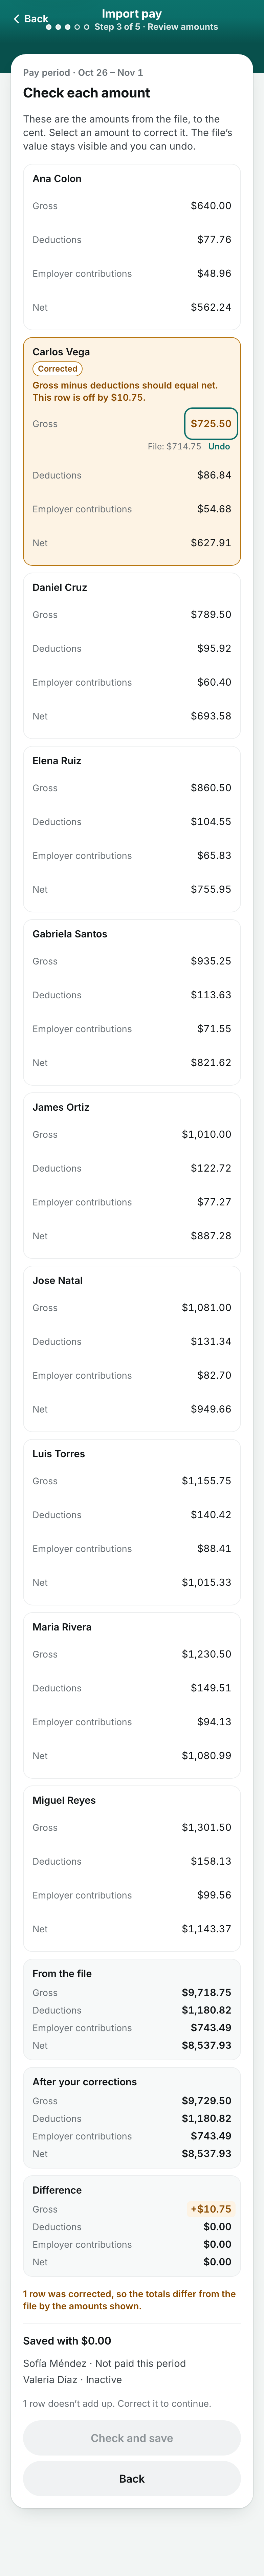 Back
Import pay
Step 3 of 5 · Review amounts
Pay period · Oct 26 – Nov 1
Check each amount
These are the amounts from the file, to the
cent. Select an amount to correct it. The file’s
value stays visible and you can undo.
Ana Colon
Gross $640.00
Deductions $77.76
Employer contributions $48.96
Net $562.24
Carlos Vega
Corrected
Gross minus deductions should equal net.
This row is off by $10.75.
Gross $725.50
File: $714.75 Undo
Deductions $86.84
Employer contributions $54.68
Net $627.91
Daniel Cruz
Gross $789.50
Deductions $95.92
Employer contributions $60.40
Net $693.58
Elena Ruiz
Gross $860.50
Deductions $104.55
Employer contributions $65.83
Net $755.95
Gabriela Santos
Gross $935.25
Deductions $113.63
Employer contributions $71.55
Net $821.62
James Ortiz
Gross $1,010.00
Deductions $122.72
Employer contributions $77.27
Net $887.28
Jose Natal
Gross $1,081.00
Deductions $131.34
Employer contributions $82.70
Net $949.66
Luis Torres
Gross $1,155.75
Deductions $140.42
Employer contributions $88.41
Net $1,015.33
Maria Rivera
Gross $1,230.50
Deductions $149.51
Employer contributions $94.13
Net $1,080.99
Miguel Reyes
Gross $1,301.50
Deductions $158.13
Employer contributions $99.56
Net $1,143.37
From the file
Gross $9,718.75
Deductions $1,180.82
Employer contributions $743.49
Net $8,537.93
After your corrections
Gross $9,729.50
Deductions $1,180.82
Employer contributions $743.49
Net $8,537.93
Difference
Gross +$10.75
Deductions $0.00
Employer contributions $0.00
Net $0.00
1 row was corrected, so the totals differ from the
file by the amounts shown.
Saved with $0.00
Sofía Méndez · Not paid this period
Valeria Díaz · Inactive
1 row doesn’t add up. Correct it to continue.
Check and save
Back